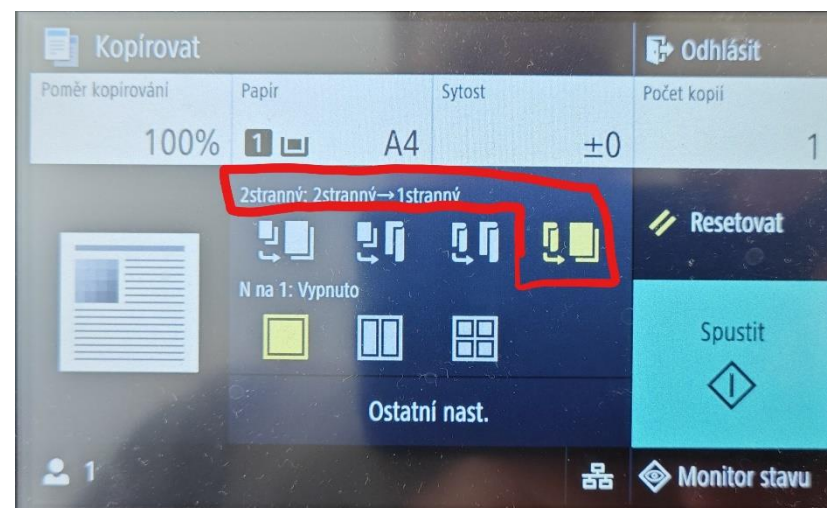 Kopírovat
Odhlásit
Poměr kopírování
Papír
Sytost
Počet kopií
100%
1
A4
±0
1
2stranný: 2stranný→1stranný
Resetovat
N na 1: Vypnuto
Spustit
Ostatní nast.
1
Monitor stavu